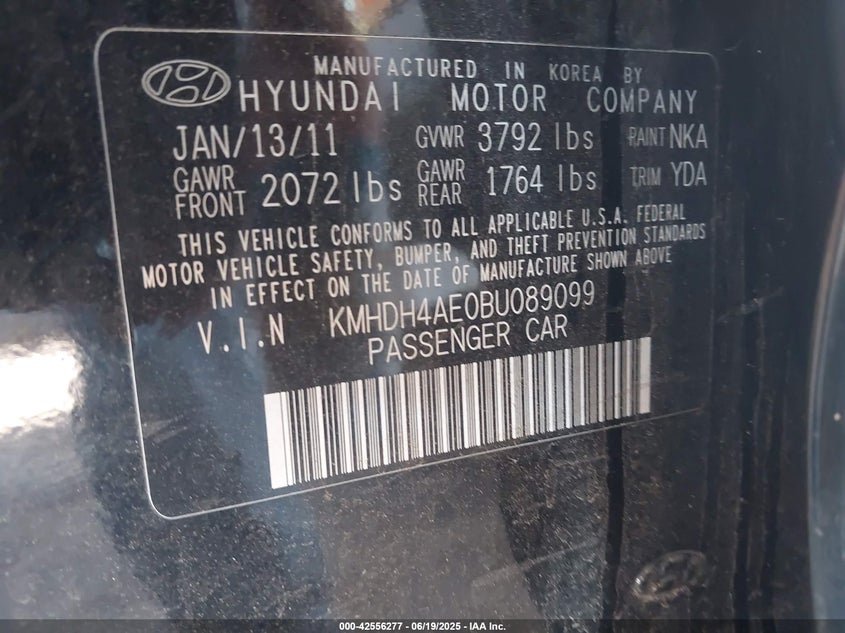 MANUFACTURED IN KOREA BY
HYUNDAI MOTOR COMPANY
JAN/13/11 GVWR 3792 lbs PAINT NKA
GAWR FRONT 2072 lbs GAWR REAR 1764 lbs TRIM YDA
THIS VEHICLE CONFORMS TO ALL APPLICABLE U.S.A. FEDERAL
MOTOR VEHICLE SAFETY, BUMPER, AND THEFT PREVENTION STANDARDS
IN EFFECT ON THE DATE OF MANUFACTURE SHOWN ABOVE
V.I.N KMHDH4AE0BU089099
PASSENGER CAR
000-42556277 - 06/19/2025 - IAA Inc.